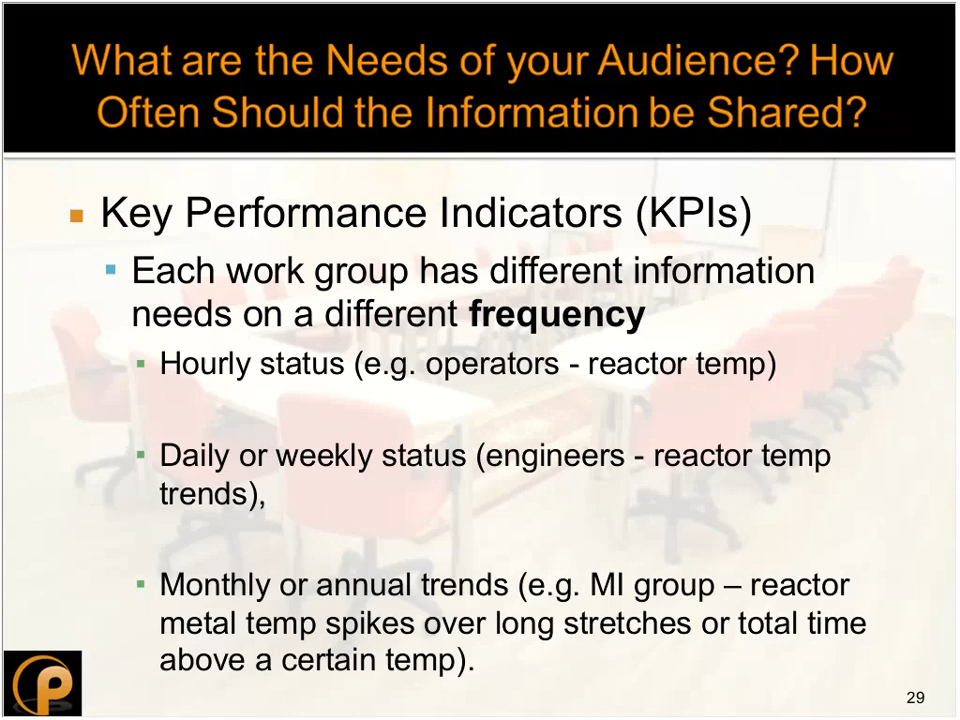 What are the Needs of your Audience? How
Often Should the Information be Shared?
Key Performance Indicators (KPIs)
Each work group has different information
needs on a different frequency
Hourly status (e.g. operators - reactor temp)
Daily or weekly status (engineers - reactor temp
trends),
Monthly or annual trends (e.g. MI group – reactor
metal temp spikes over long stretches or total time
above a certain temp).
P
29